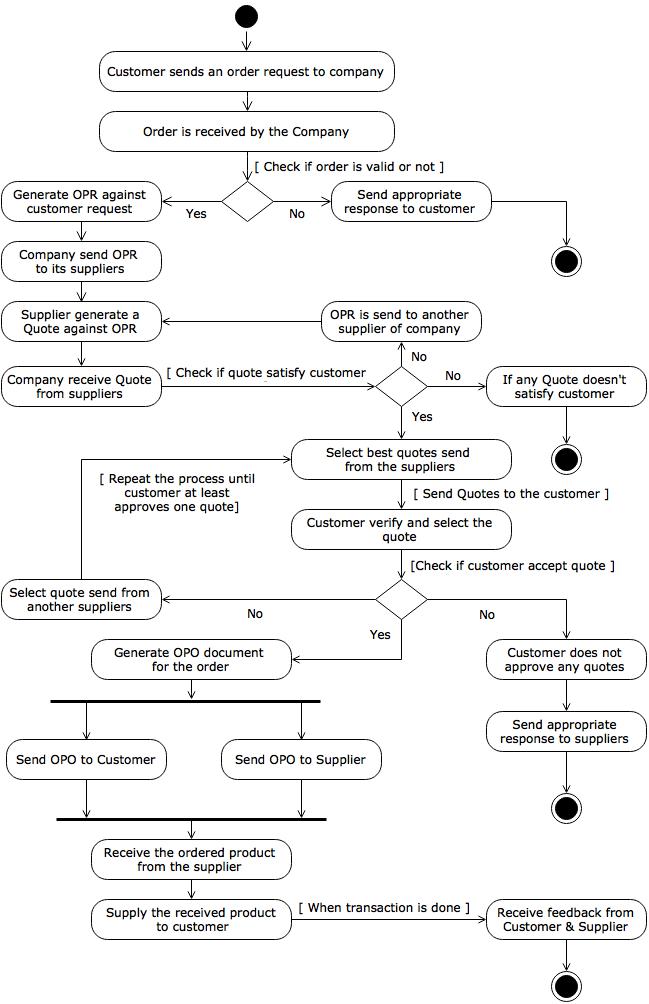 Customer sends an order request to company
Order is received by the Company
[ Check if order is valid or not ]
Generate OPR against
customer request
Yes
No
Send appropriate
response to customer
Company send OPR
to its suppliers
Supplier generate a
Quote against OPR
OPR is send to another
supplier of company
No
Company receive Quote
from suppliers
[ Check if quote satisfy customer
No
If any Quote doesn't
satisfy customer
Yes
Select best quotes send
from the suppliers
[ Repeat the process until
customer at least
approves one quote]
[ Send Quotes to the customer ]
Customer verify and select the
quote
[Check if customer accept quote ]
Select quote send from
another suppliers
No
No
Yes
Generate OPO document
for the order
Customer does not
approve any quotes
Send appropriate
response to suppliers
Send OPO to Customer
Send OPO to Supplier
Receive the ordered product
from the supplier
Supply the received product
to customer
[ When transaction is done ]
Receive feedback from
Customer & Supplier